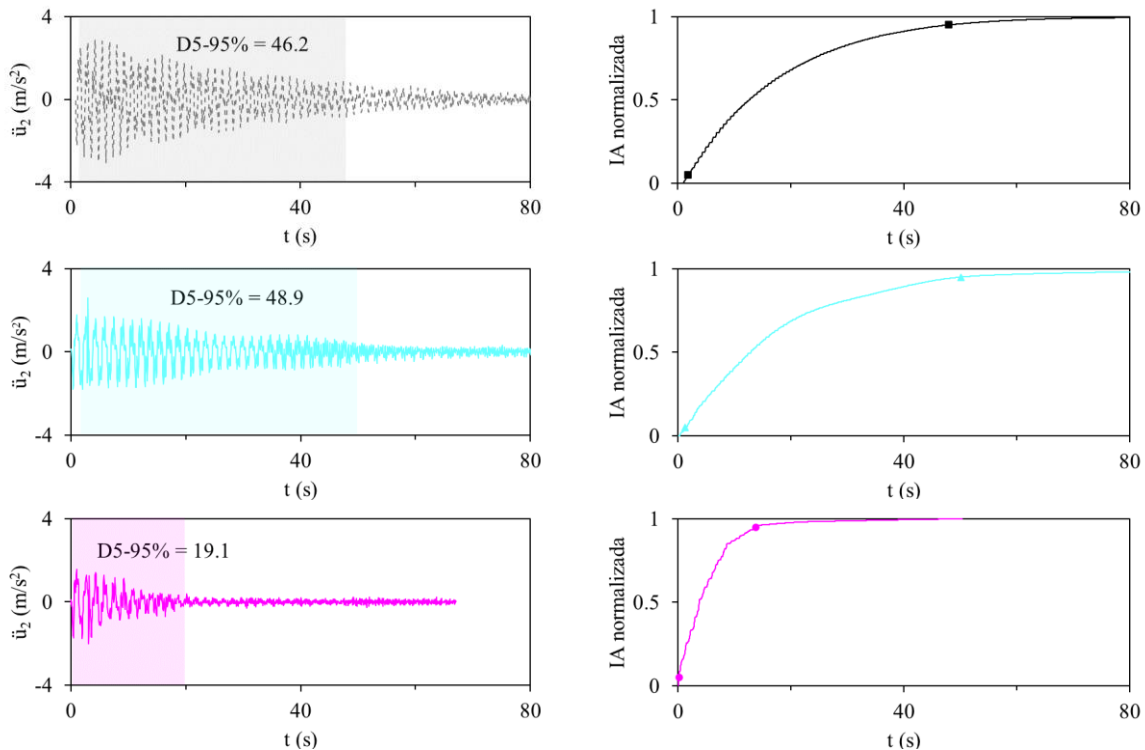 4
D5-95% = 46.2
ü₂ (m/s²)
0
-4
0
40
80
t (s)
1
IA normalizada
0.5
0
0
40
80
t (s)
4
D5-95% = 48.9
ü₂ (m/s²)
0
-4
0
40
80
t (s)
1
IA normalizada
0.5
0
0
40
80
t (s)
4
D5-95% = 19.1
ü₂ (m/s²)
0
-4
0
40
80
t (s)
1
IA normalizada
0.5
0
0
40
80
t (s)